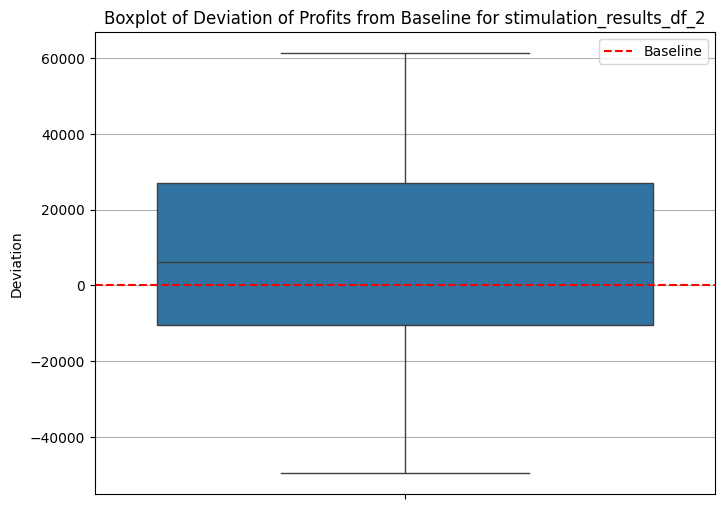 Boxplot of Deviation of Profits from Baseline for stimulation_results_df_2
Baseline
60000
40000
20000
0
−20000
−40000
Deviation